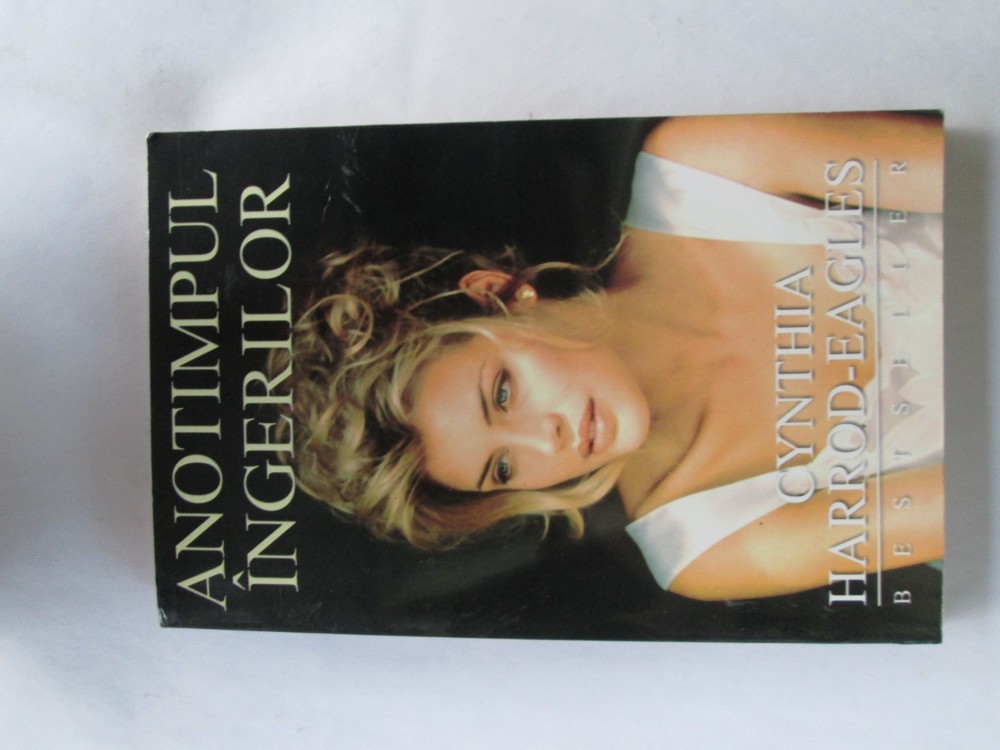 ANOTIMPUL
ÎNGERILOR
CYNTHIA
HARROD-EAGLES
BESTSELLER